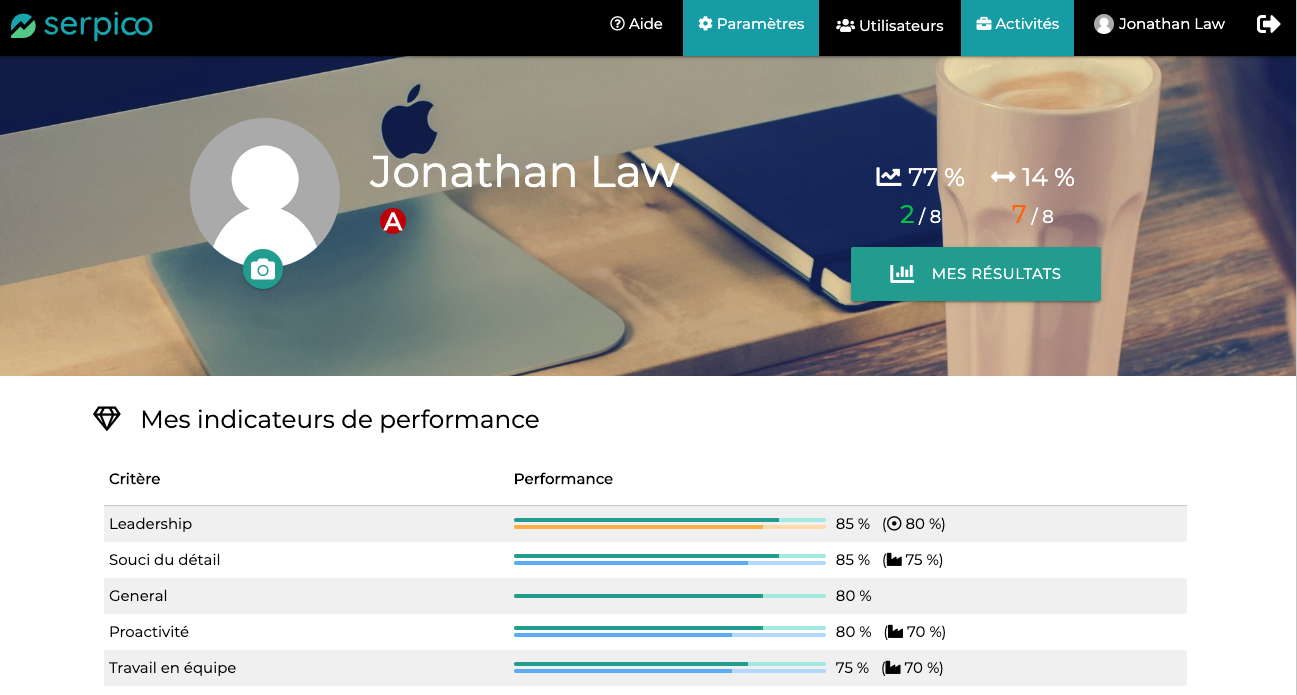 serpico
Aide Paramètres Utilisateurs Activités Jonathan Law
Jonathan Law
A
77 % 14 %
2 / 8 7 / 8
MES RÉSULTATS
Mes indicateurs de performance
Critère Performance
Leadership 85 % (80 %)
Souci du détail 85 % (75 %)
General 80 %
Proactivité 80 % (70 %)
Travail en équipe 75 % (70 %)